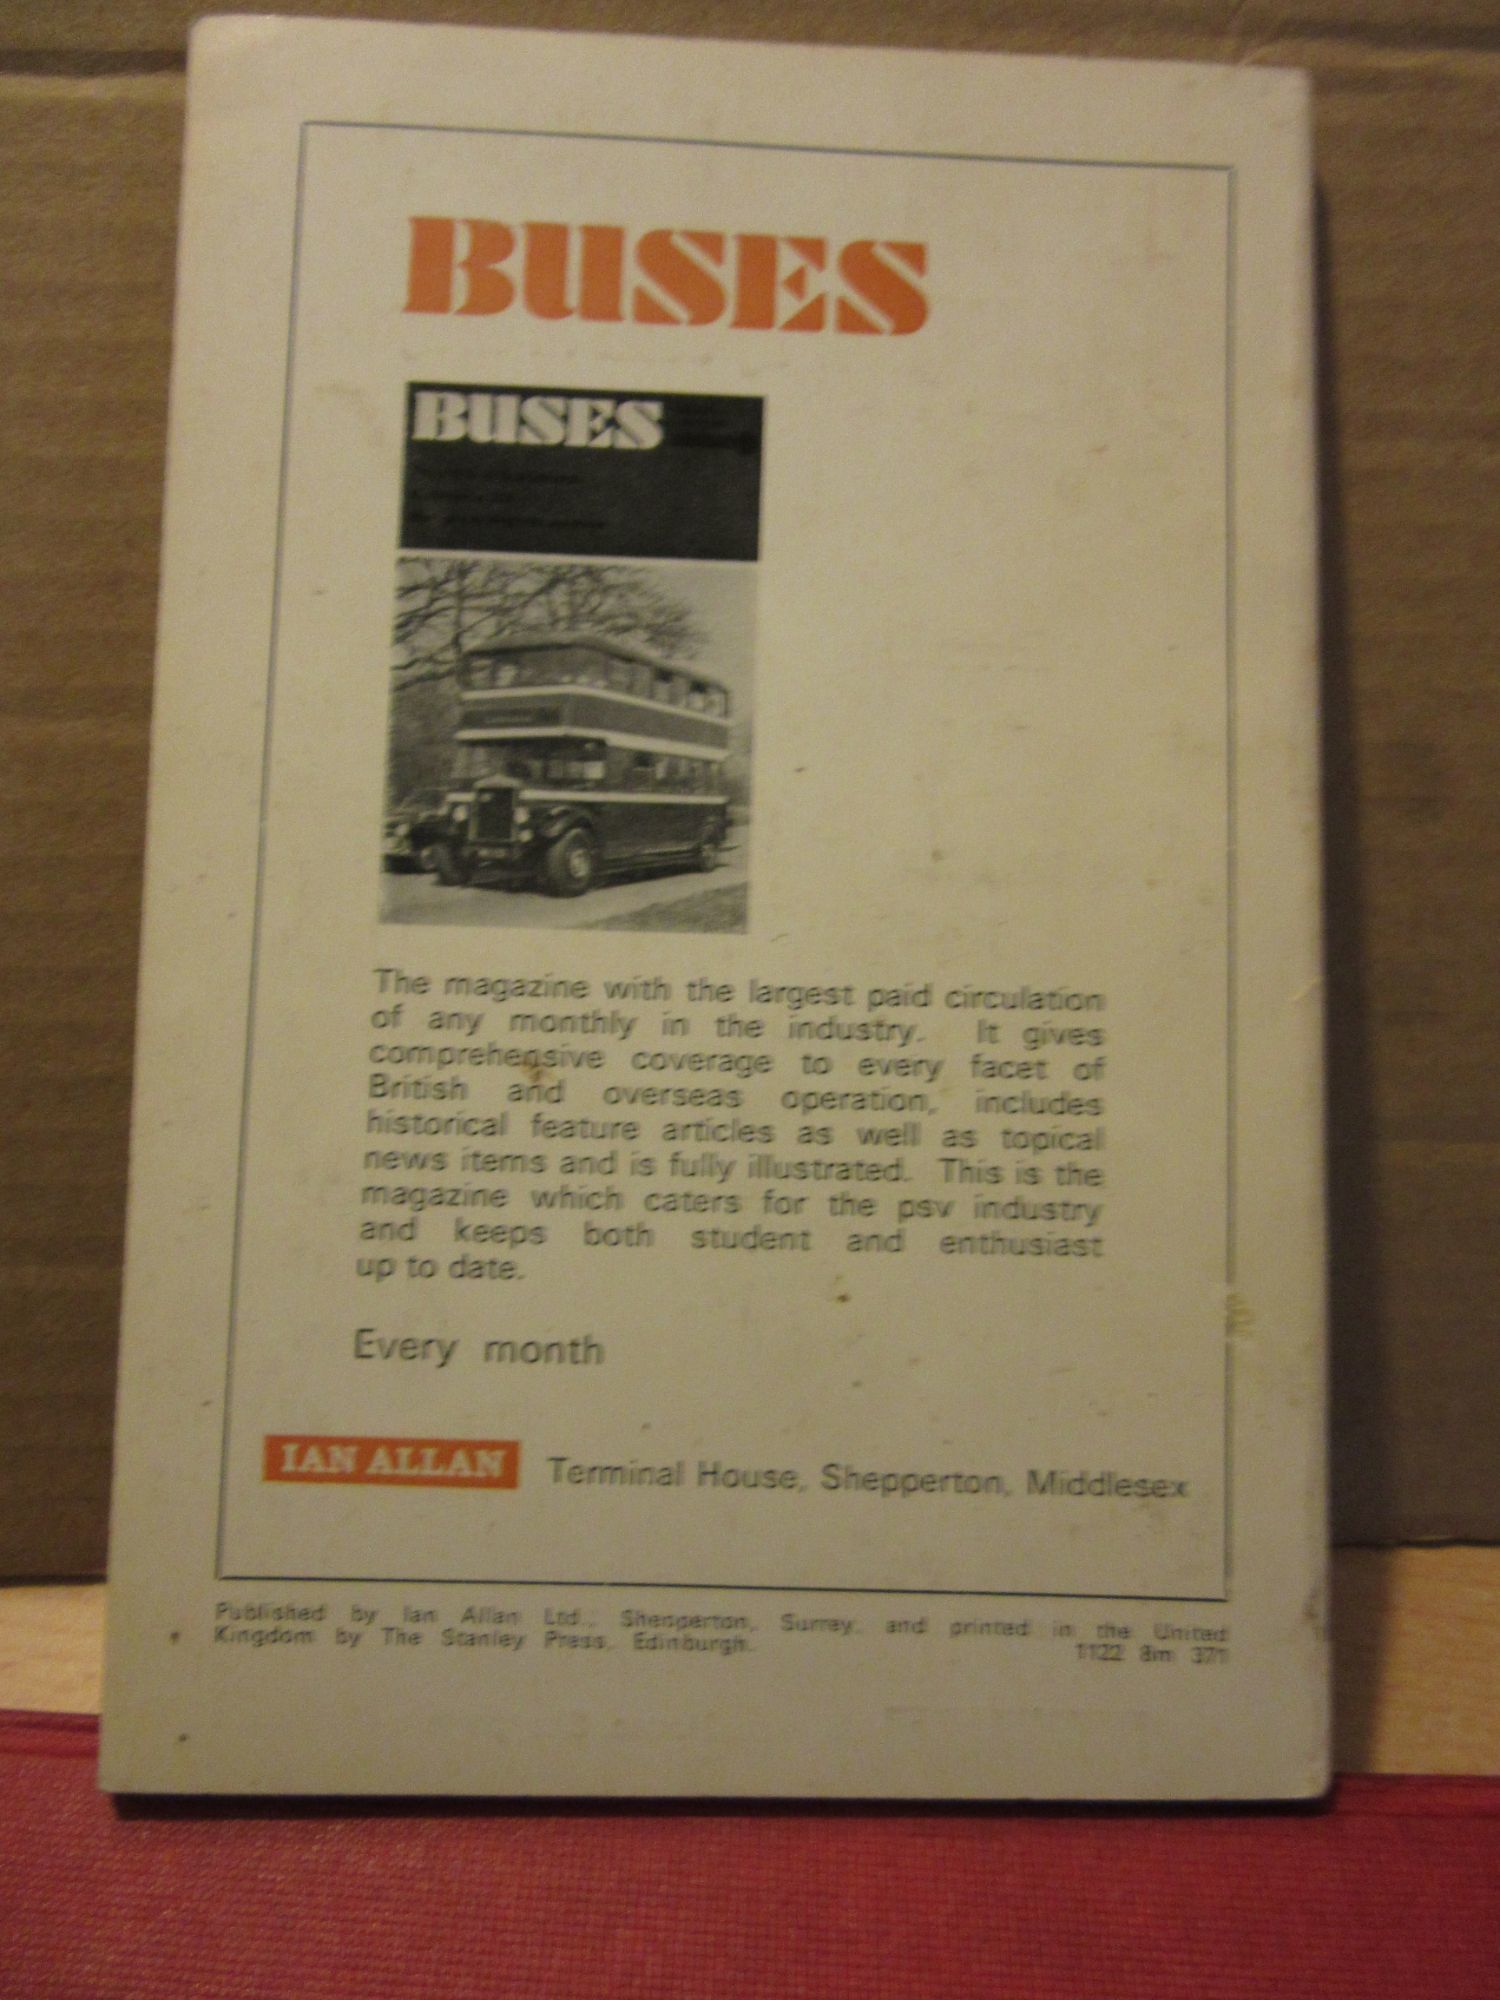 BUSES
BUSES
The magazine with the largest paid circulation
of any monthly in the industry. It gives
comprehensive coverage to every facet of
British and overseas operation, includes
historical feature articles as well as topical
news items and is fully illustrated. This is the
magazine which caters for the psv industry
and keeps both student and enthusiast
up to date.
Every month
IAN ALLAN Terminal House, Shepperton, Middlesex
Published by Ian Allan Ltd., Shepperton, Surrey, and printed in the United
Kingdom by The Stanley Press, Edinburgh.
1122 8m 371